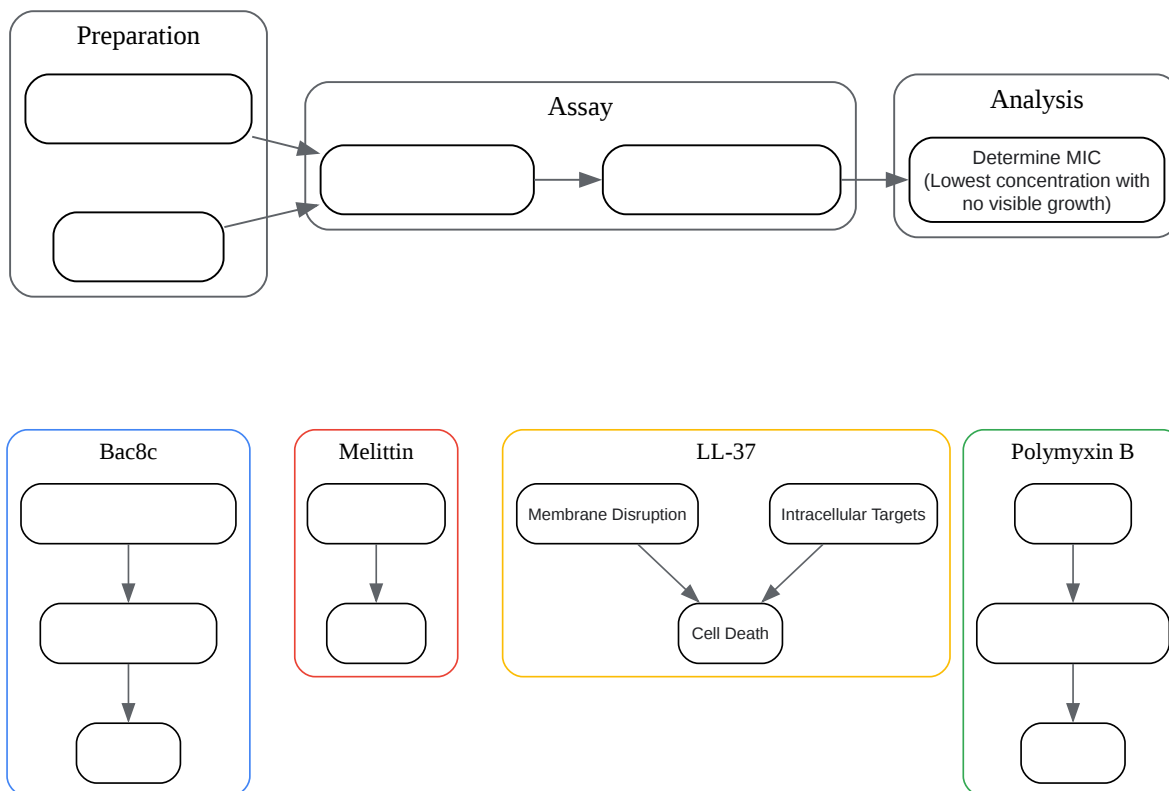 Preparation
Assay
Analysis
Determine MIC
(Lowest concentration with
no visible growth)
Bac8c
Melittin
LL-37
Polymyxin B
Membrane Disruption
Intracellular Targets
Cell Death